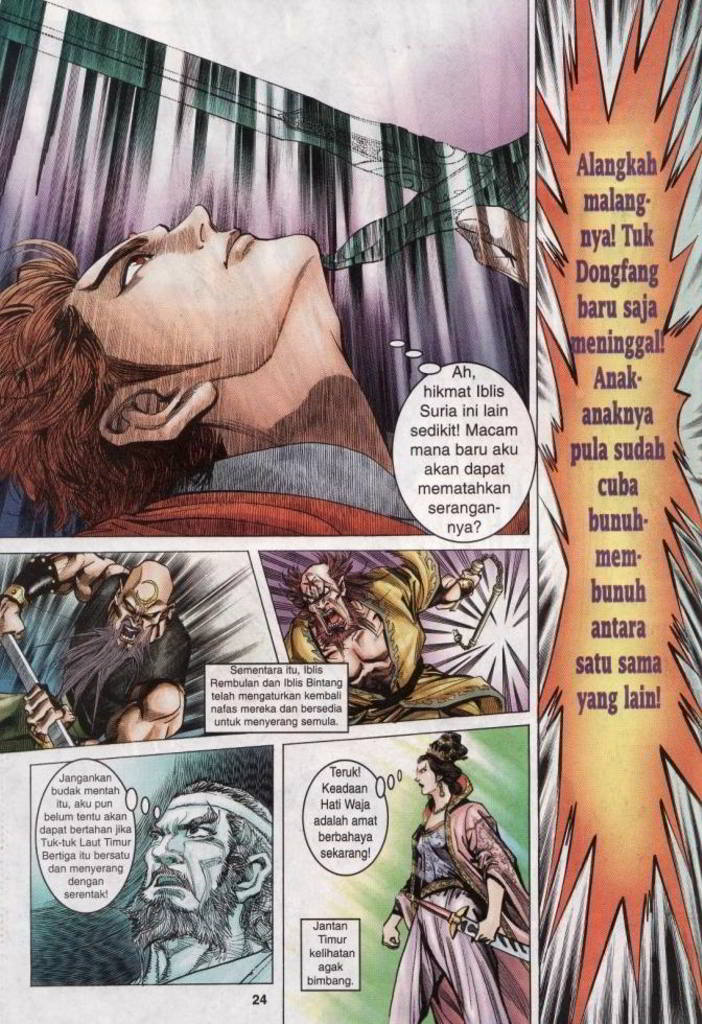 Ah,
hikmat Iblis
Suria ini lain
sedikit! Macam
mana baru aku
akan dapat
mematahkan
serangan-
nya?
Sementara itu, Iblis
Rembulan dan Iblis Bintang
telah mengaturkan kembali
nafas mereka dan bersedia
untuk menyerang semula.
Jangankan
budak mentah
itu, aku pun
belum tentu akan
dapat bertahan jika
Tuk-tuk Laut Timur
Bertiga itu bersatu
dan menyerang
dengan
serentak!
Teruk!
Keadaan
Hati Waja
adalah amat
berbahaya
sekarang!
Jantan
Timur
kelihatan
agak
bimbang.
24
Alangkah
malang-
nya! Tuk
Dongfang
baru saja
meninggal!
Anak-
anaknya
pula sudah
cuba
bunuh-
mem-
bunuh
antara
satu sama
yang lain!